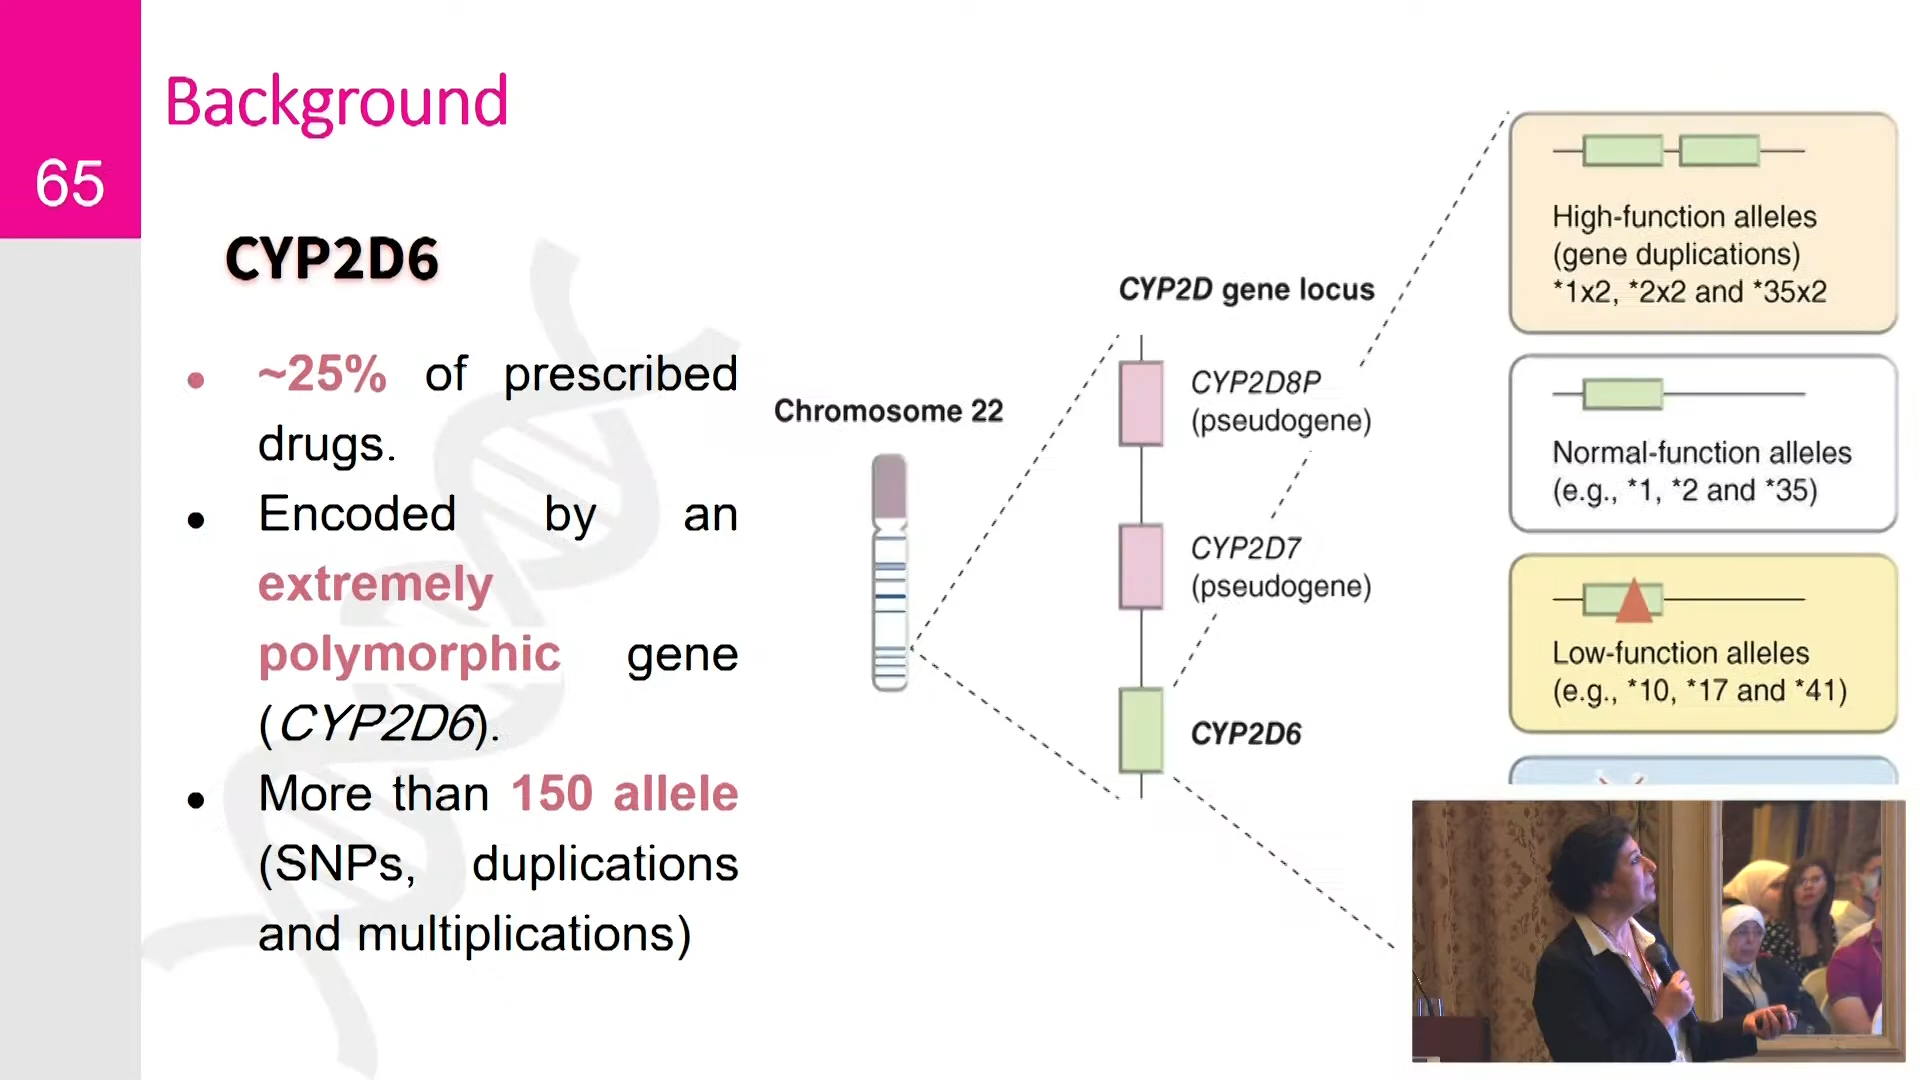 Background
65
CYP2D6
• ~25% of prescribed
drugs.
• Encoded by an
extremely
polymorphic gene
(CYP2D6).
• More than 150 allele
(SNPs, duplications
and multiplications)
Chromosome 22
CYP2D gene locus
CYP2D8P
(pseudogene)
CYP2D7
(pseudogene)
CYP2D6
High-function alleles
(gene duplications)
*1x2, *2x2 and *35x2
Normal-function alleles
(e.g., *1, *2 and *35)
Low-function alleles
(e.g., *10, *17 and *41)